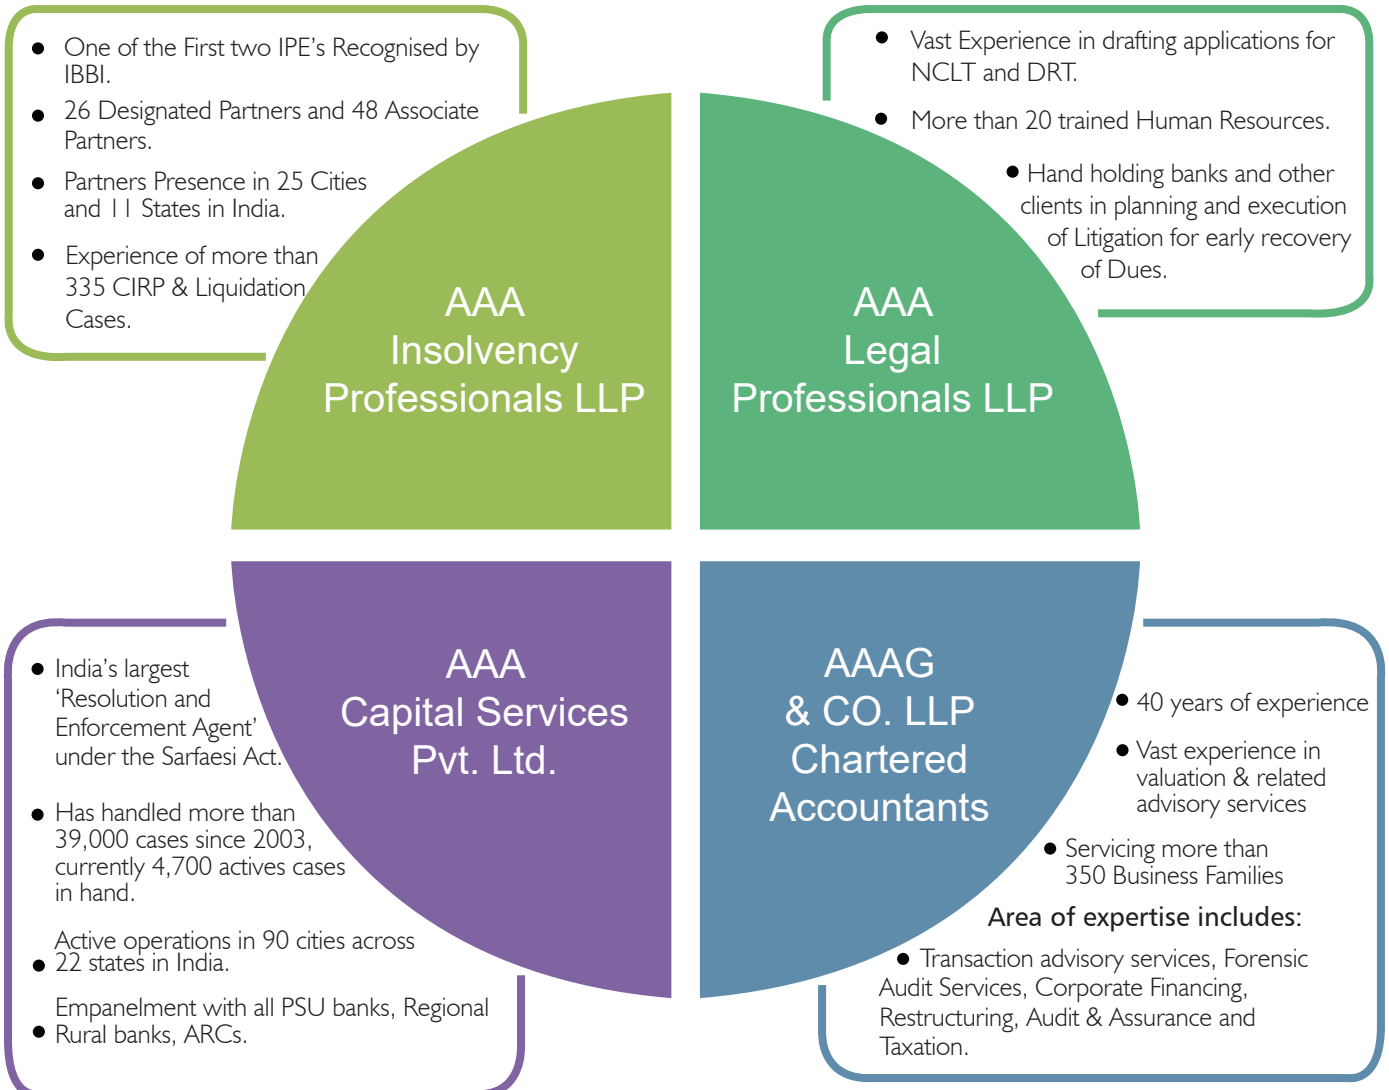 • One of the First two IPE’s Recognised by
IBBI.
• 26 Designated Partners and 48 Associate
Partners.
• Partners Presence in 25 Cities
and 11 States in India.
• Experience of more than
335 CIRP & Liquidation
Cases.
AAA
Insolvency
Professionals LLP
• Vast Experience in drafting applications for
NCLT and DRT.
• More than 20 trained Human Resources.
• Hand holding banks and other
clients in planning and execution
of Litigation for early recovery
of Dues.
AAA
Legal
Professionals LLP
• India’s largest
‘Resolution and
Enforcement Agent’
under the Sarfaesi Act.
• Has handled more than
39,000 cases since 2003,
currently 4,700 actives cases
in hand.
Active operations in 90 cities across
• 22 states in India.
Empanelment with all PSU banks, Regional
• Rural banks, ARCs.
AAA
Capital Services
Pvt. Ltd.
AAAG
& CO. LLP
Chartered
Accountants
• 40 years of experience
• Vast experience in
valuation & related
advisory services
• Servicing more than
350 Business Families
Area of expertise includes:
• Transaction advisory services, Forensic
Audit Services, Corporate Financing,
Restructuring, Audit & Assurance and
Taxation.